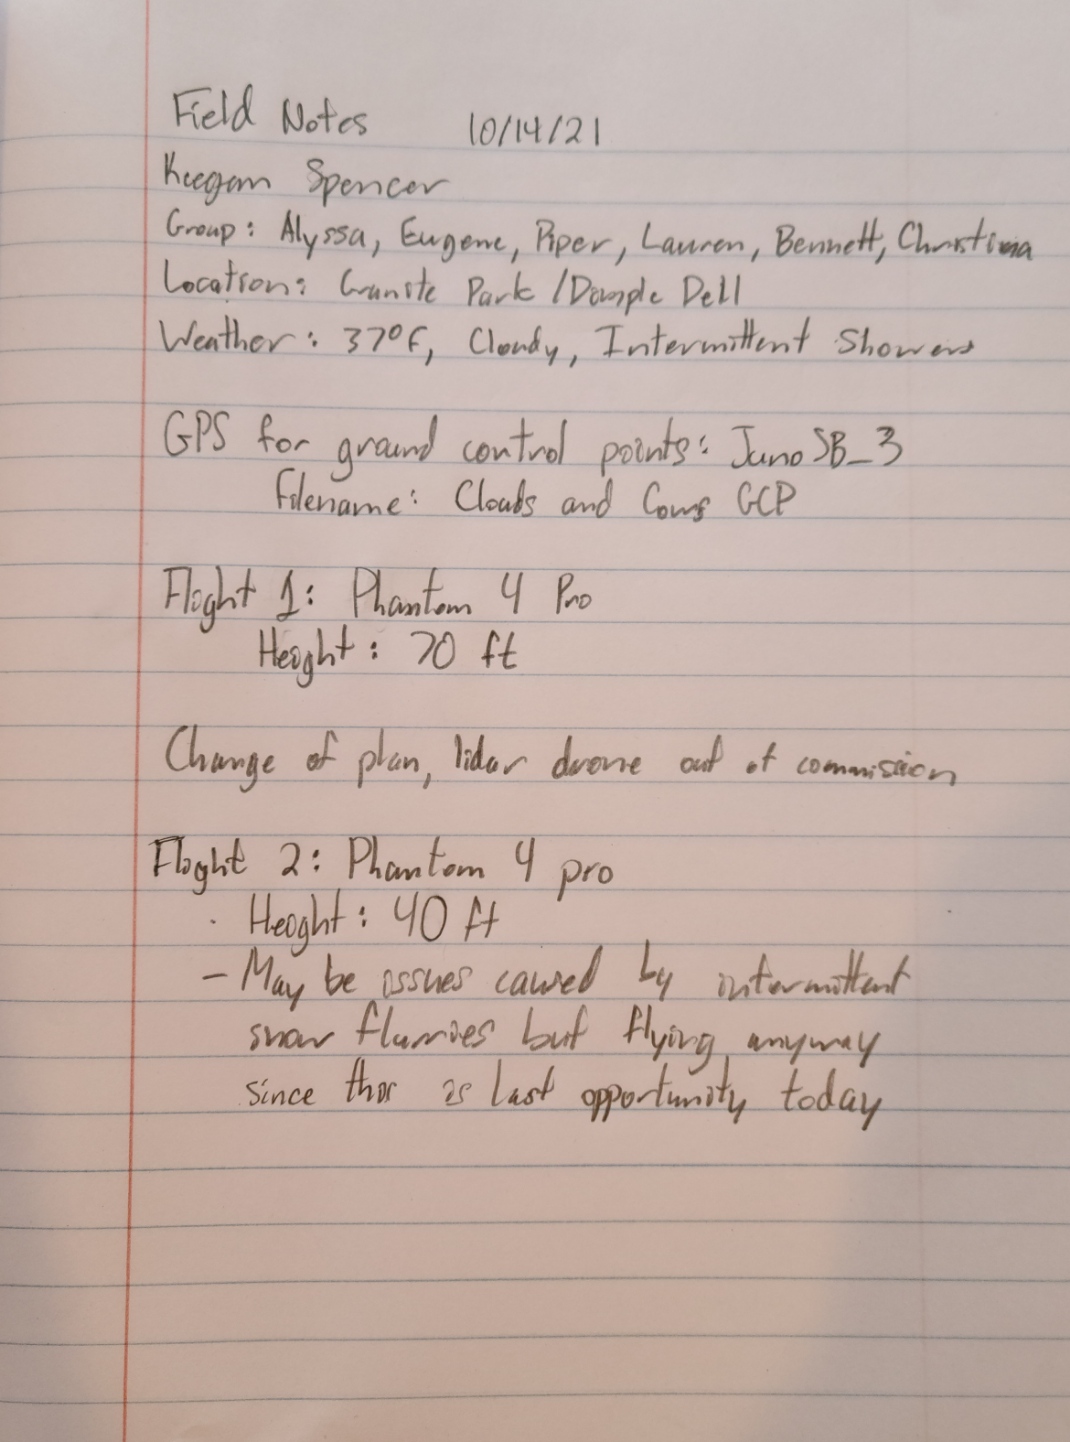 Field Notes 10/14/21
Keegan Spencer
Group: Alyssa, Eugene, Piper, Lauren, Bennett, Christina
Location: Granite Park / Dimple Dell
Weather: 37°F, Cloudy, Intermittent Showers
GPS for ground control points: Juno SB_3
Filename: Clouds and Cows GCP
Flight 1: Phantom 4 Pro
Height: 70 ft
Change of plan, lidar drone out of commission
Flight 2: Phantom 4 pro
Height: 40 ft
- May be issues caused by intermittent
snow flurries but flying anyway
since this is last opportunity today